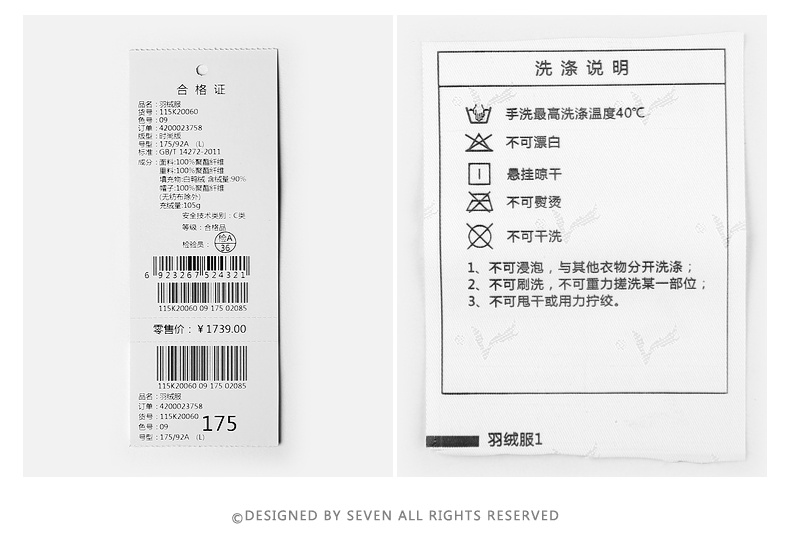 合格证
品名：羽绒服
货号：115K20060
色号：09
订单：4200023758
版型：时尚版
号型：175/92A （L）
标准：GB/T 14272-2011
成分：面料:100%聚酯纤维
里料:100%聚酯纤维
填充物:白鸭绒 含绒量:90%
帽子:100%聚酯纤维
(无纺布除外)
充绒量:105g
安全技术类别：C类
等级：合格品
检验员：检A 36
6 923267 524321
115K20060 09 175 02085
零售价：￥1739.00
115K20060 09 175 02085
品名：羽绒服
订单：4200023758
货号：115K20060
色号：09
175
号型：175/92A （L）
洗涤说明
手洗最高洗涤温度40℃
不可漂白
悬挂晾干
不可熨烫
不可干洗
1、不可浸泡，与其他衣物分开洗涤；
2、不可刷洗，不可重力搓洗某一部位；
3、不可甩干或用力拧绞。
羽绒服1
©DESIGNED BY SEVEN ALL RIGHTS RESERVED